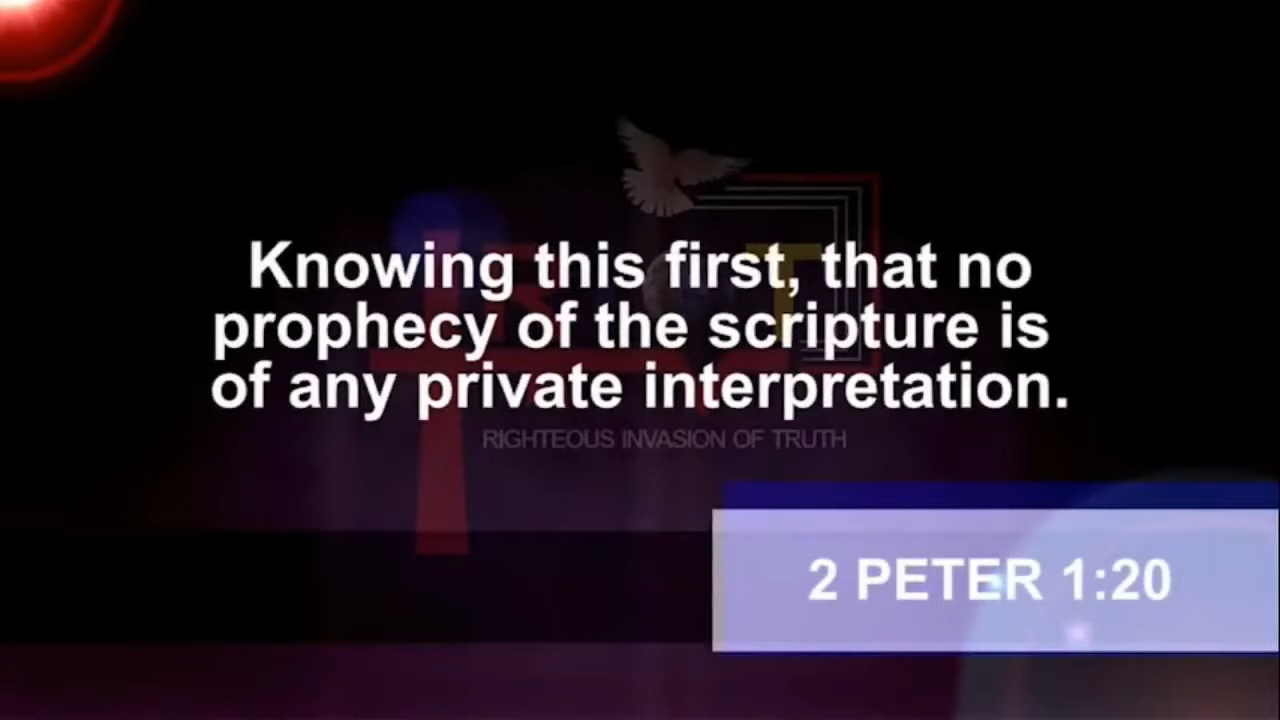 Knowing this first, that no
prophecy of the scripture is
of any private interpretation.
RIGHTEOUS INVASION OF TRUTH
2 PETER 1:20